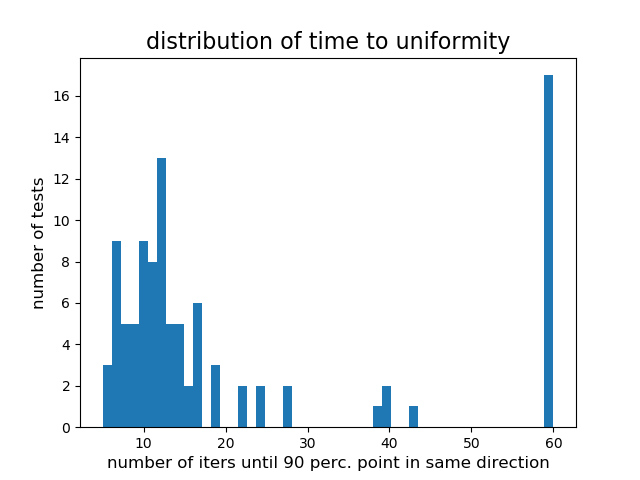 distribution of time to uniformity
number of tests
16
14
12
10
8
6
4
2
0
10 20 30 40 50 60
number of iters until 90 perc. point in same direction